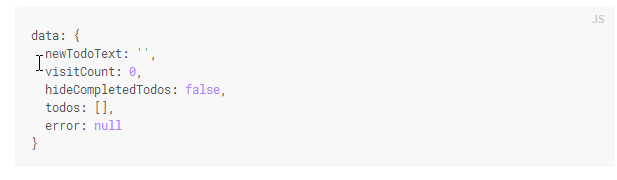 JS
data: {
  newTodoText: '',
  visitCount: 0,
  hideCompletedTodos: false,
  todos: [],
  error: null
}